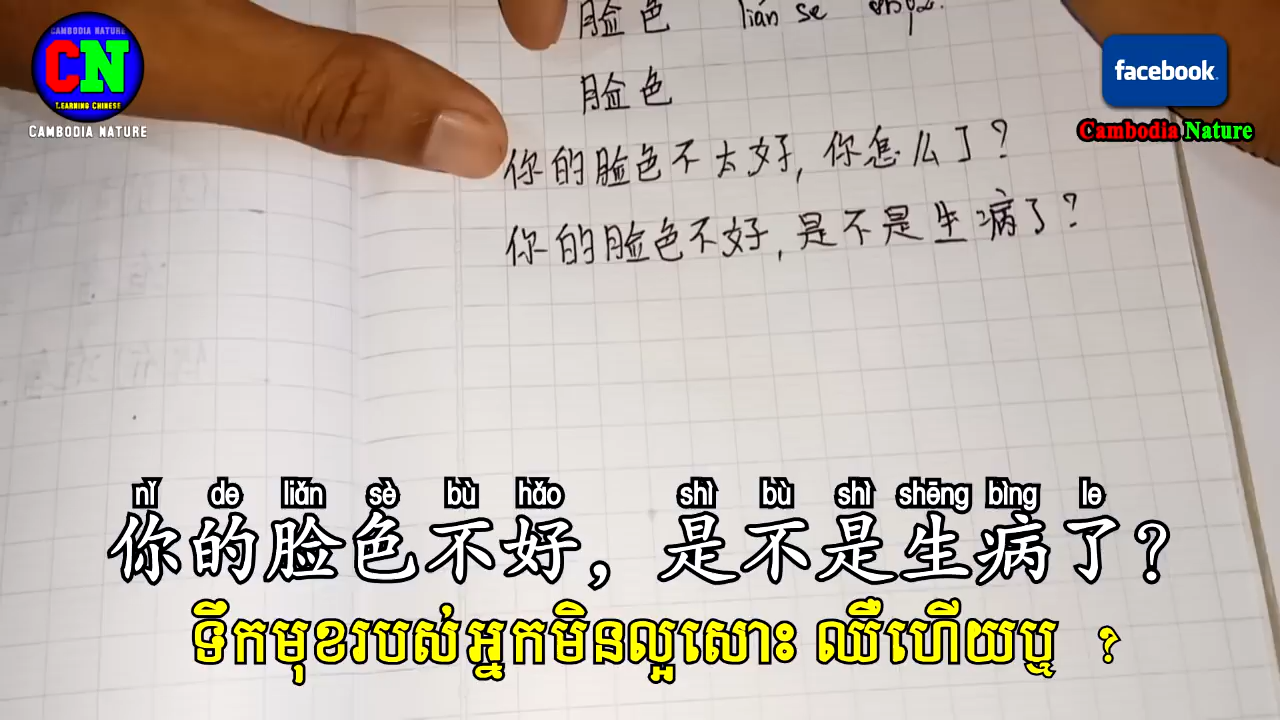 CAMBODIA NATURE
CN
LEARNING CHINESE
CAMBODIA NATURE
facebook
Cambodia Nature
脸色 lián se
脸色
你的脸色不太好, 你怎么了?
你的脸色不好, 是不是生病了?
nǐ de liǎn sè bù hǎo shì bù shì shēng bìng le
你的脸色不好，是不是生病了?
ទឹកមុខរបស់អ្នកមិនល្អសោះ ឈឺហើយឬ ?